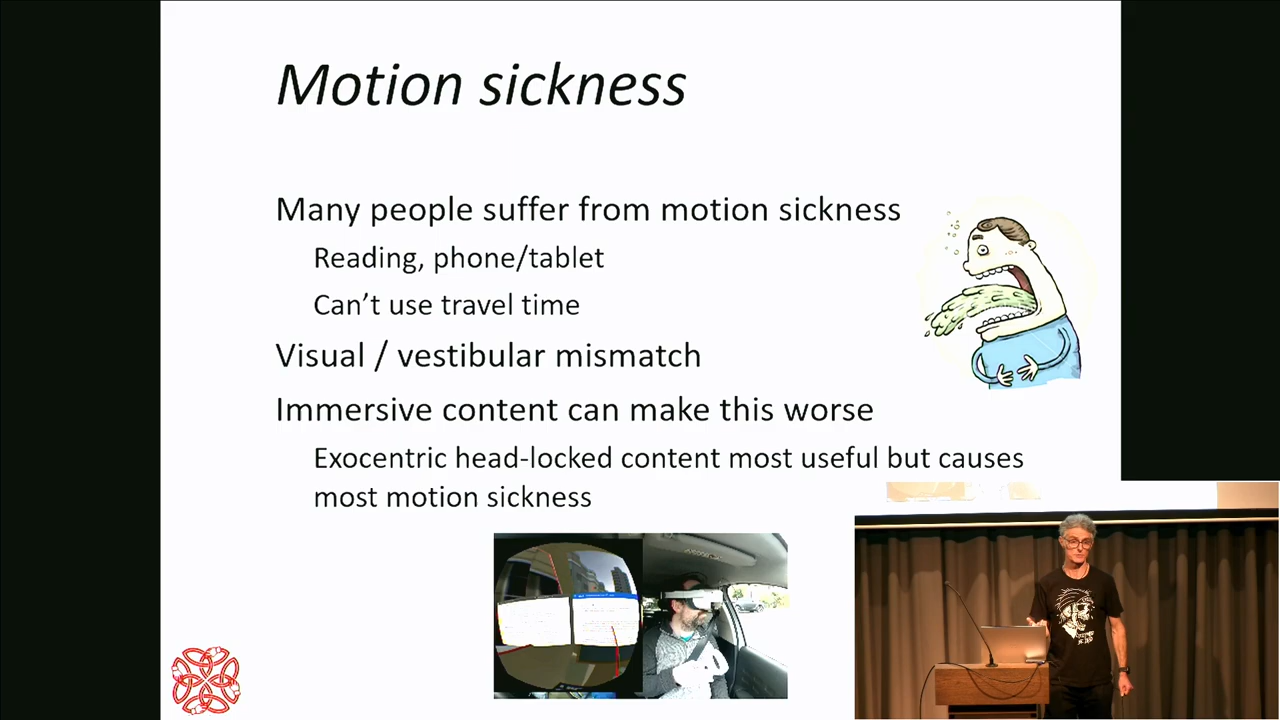 Motion sickness
Many people suffer from motion sickness
Reading, phone/tablet
Can’t use travel time
Visual / vestibular mismatch
Immersive content can make this worse
Exocentric head-locked content most useful but causes
most motion sickness